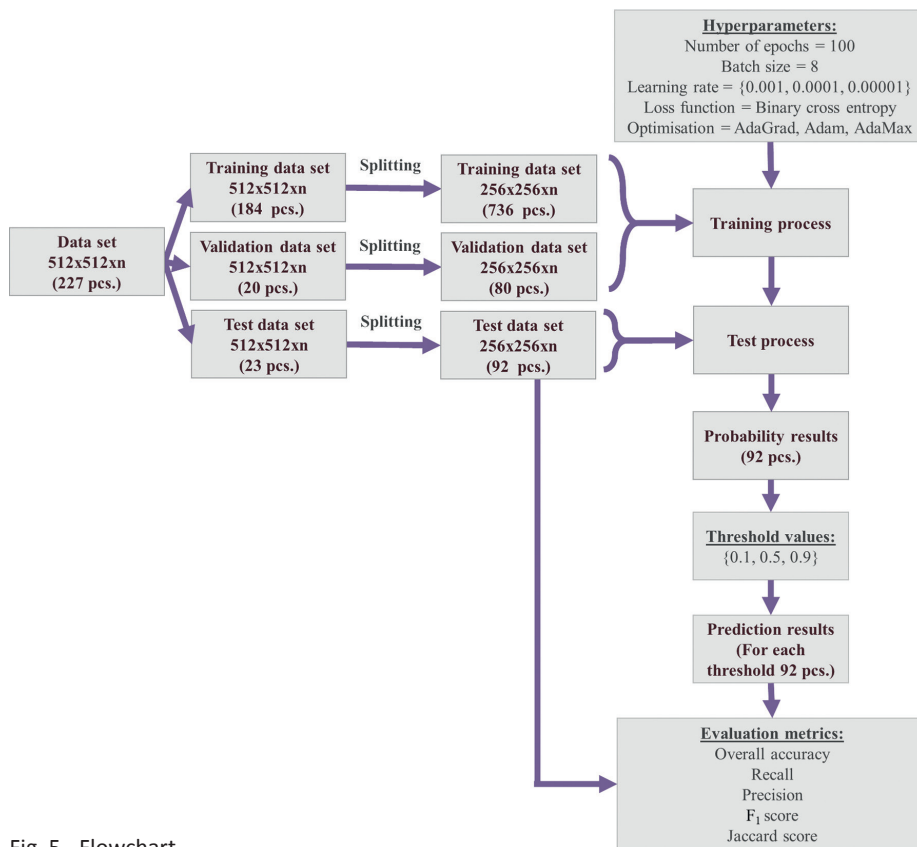 Hyperparameters:
Number of epochs = 100
Batch size = 8
Learning rate = {0.001, 0.0001, 0.00001}
Loss function = Binary cross entropy
Optimisation = AdaGrad, Adam, AdaMax
Data set
512x512xn
(227 pcs.)
Training data set
512x512xn
(184 pcs.)
Splitting
Training data set
256x256xn
(736 pcs.)
Validation data set
512x512xn
(20 pcs.)
Splitting
Validation data set
256x256xn
(80 pcs.)
Test data set
512x512xn
(23 pcs.)
Splitting
Test data set
256x256xn
(92 pcs.)
Training process
Test process
Probability results
(92 pcs.)
Threshold values:
{0.1, 0.5, 0.9}
Prediction results
(For each
threshold 92 pcs.)
Evaluation metrics:
Overall accuracy
Recall
Precision
F₁ score
Jaccard score
Fig. 5. Flowchart